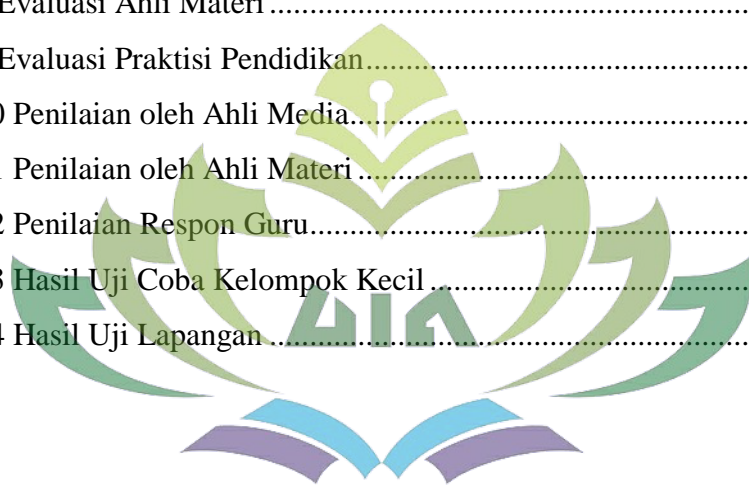 Evaluasi Ahli Materi ........................................................................
Evaluasi Praktisi Pendidikan ........................................................................
0 Penilaian oleh Ahli Media ........................................................................
1 Penilaian oleh Ahli Materi ........................................................................
2 Penilaian Respon Guru ........................................................................
3 Hasil Uji Coba Kelompok Kecil ........................................................................
4 Hasil Uji Lapangan ........................................................................
UIN